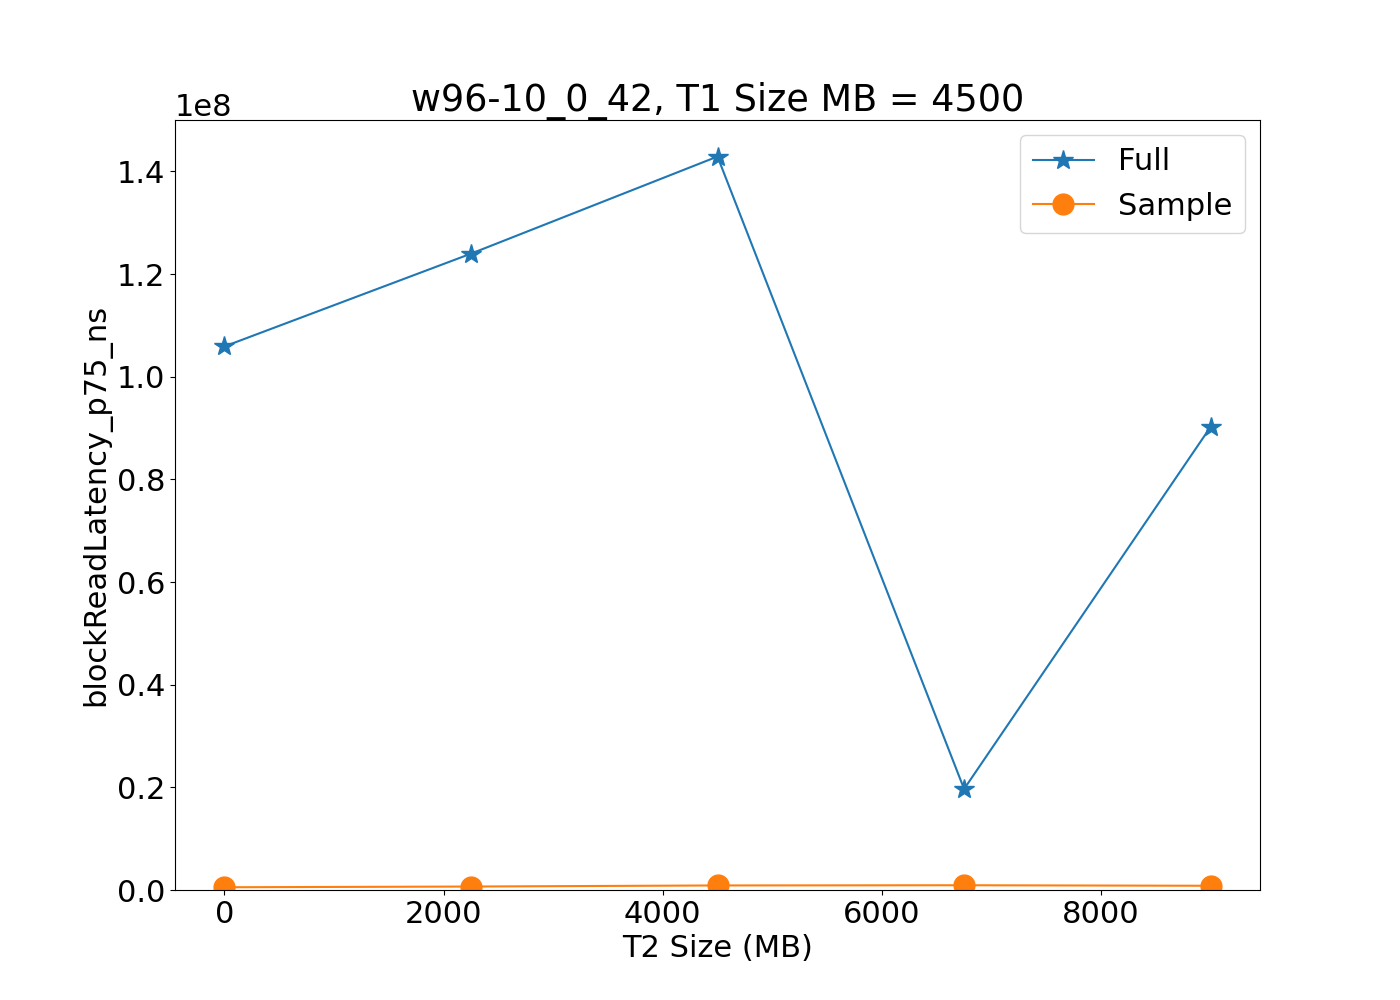 w96-10_0_42, T1 Size MB = 4500
1e8
Full
Sample
1.4
1.2
1.0
0.8
0.6
0.4
0.2
0.0
blockReadLatency_p75_ns
0 2000 4000 6000 8000
T2 Size (MB)